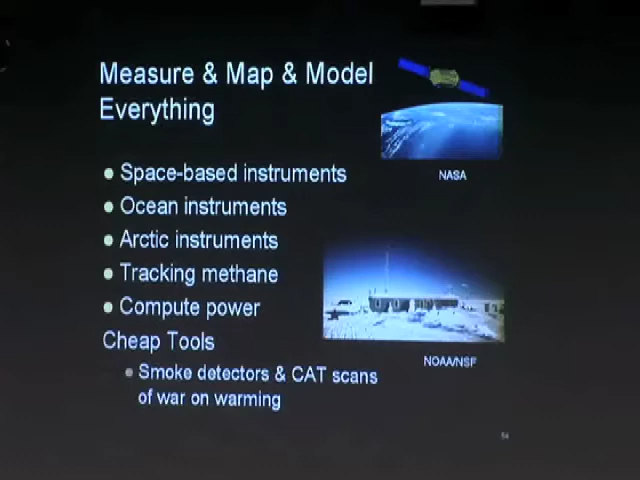 Measure & Map & Model
Everything
NASA
● Space-based instruments
● Ocean instruments
● Arctic instruments
● Tracking methane
● Compute power
Cheap Tools
● Smoke detectors & CAT scans
of war on warming
NOAA/NSF